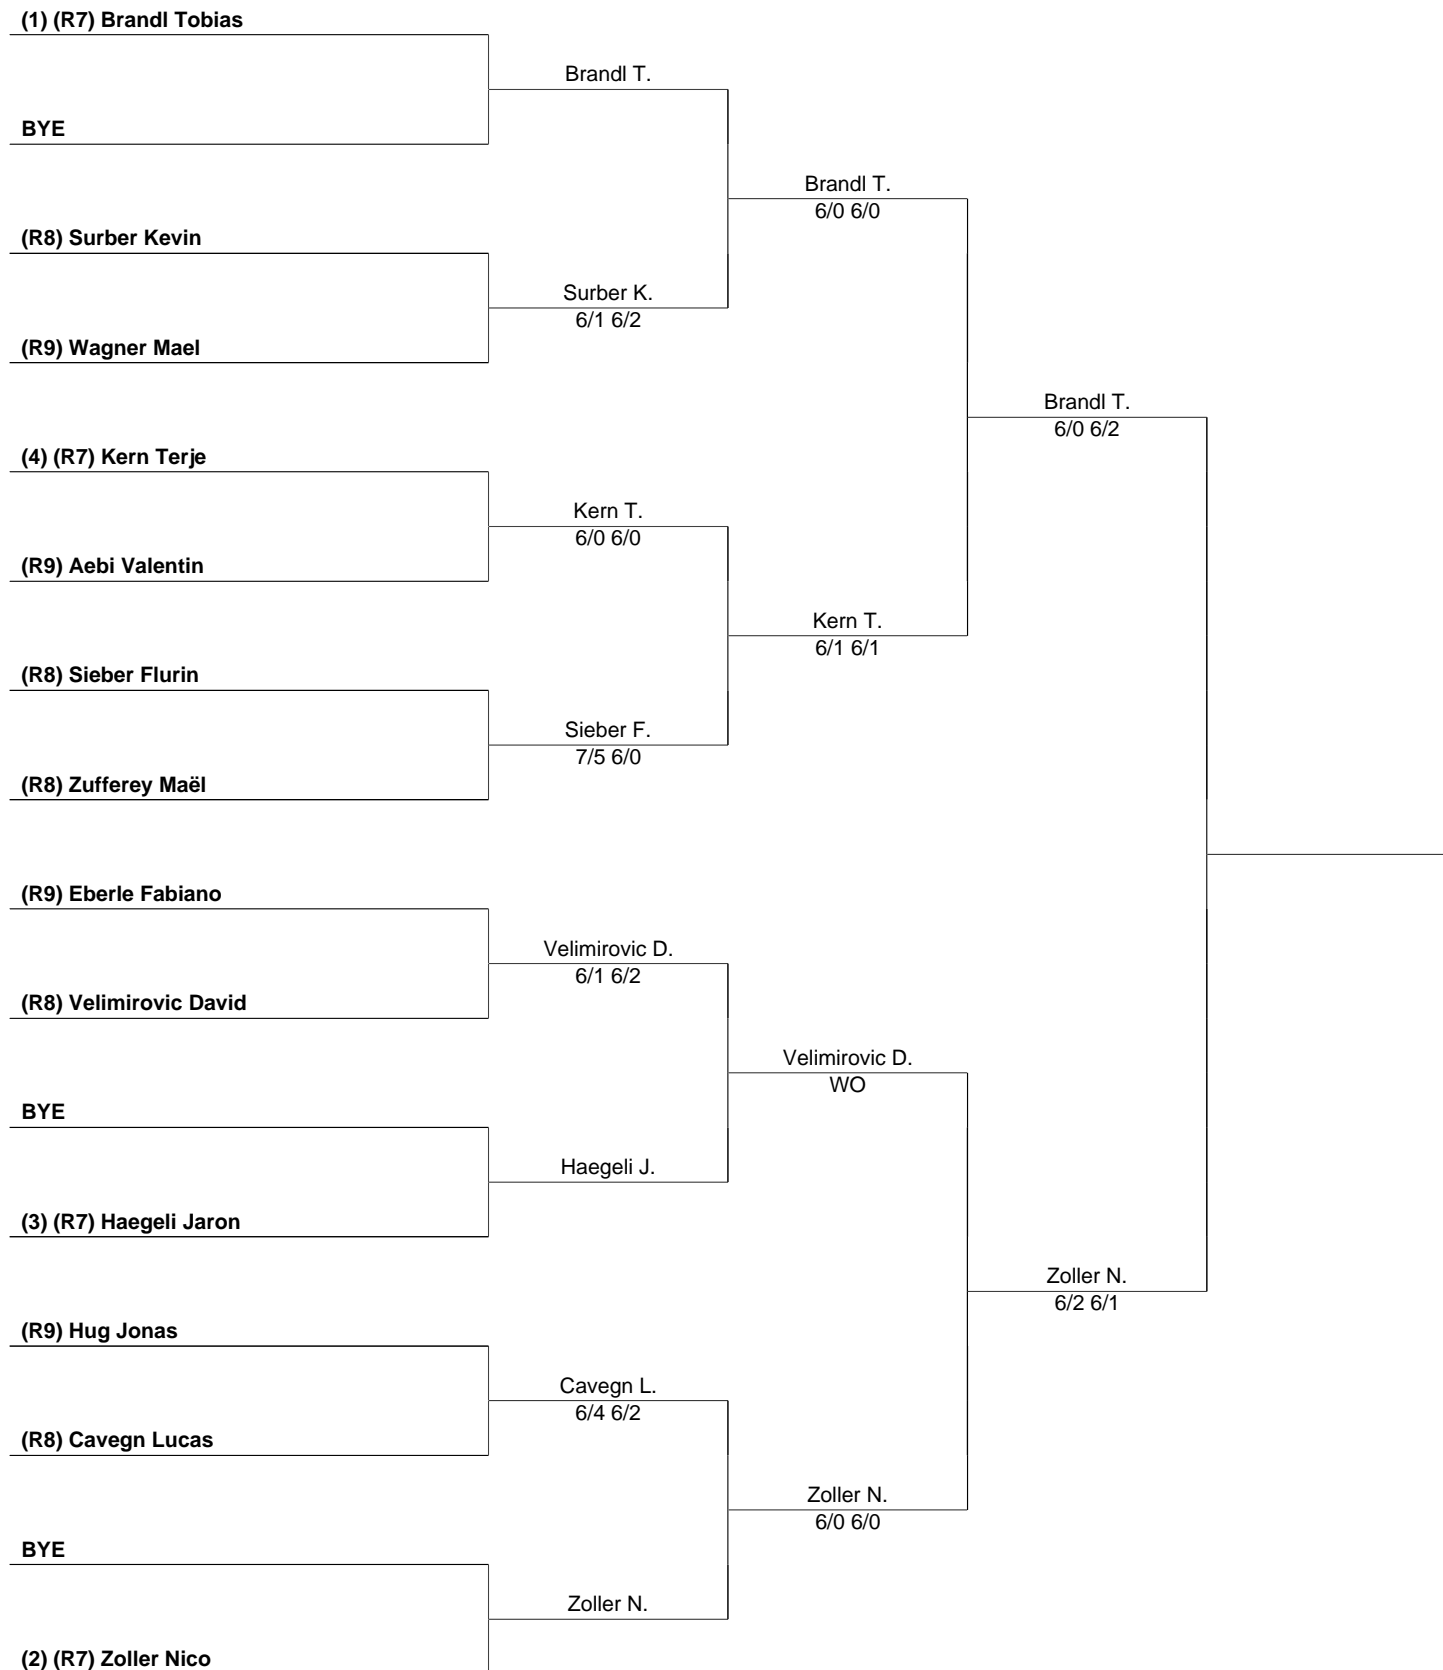 (1) (R7) Brandl Tobias
Brandl T.
BYE
Brandl T.
6/0 6/0
(R8) Surber Kevin
Surber K.
6/1 6/2
(R9) Wagner Mael
Brandl T.
6/0 6/2
(4) (R7) Kern Terje
Kern T.
6/0 6/0
(R9) Aebi Valentin
Kern T.
6/1 6/1
(R8) Sieber Flurin
Sieber F.
7/5 6/0
(R8) Zufferey Maël
(R9) Eberle Fabiano
Velimirovic D.
6/1 6/2
(R8) Velimirovic David
Velimirovic D.
WO
BYE
Haegeli J.
(3) (R7) Haegeli Jaron
Zoller N.
6/2 6/1
(R9) Hug Jonas
Cavegn L.
6/4 6/2
(R8) Cavegn Lucas
Zoller N.
6/0 6/0
BYE
Zoller N.
(2) (R7) Zoller Nico